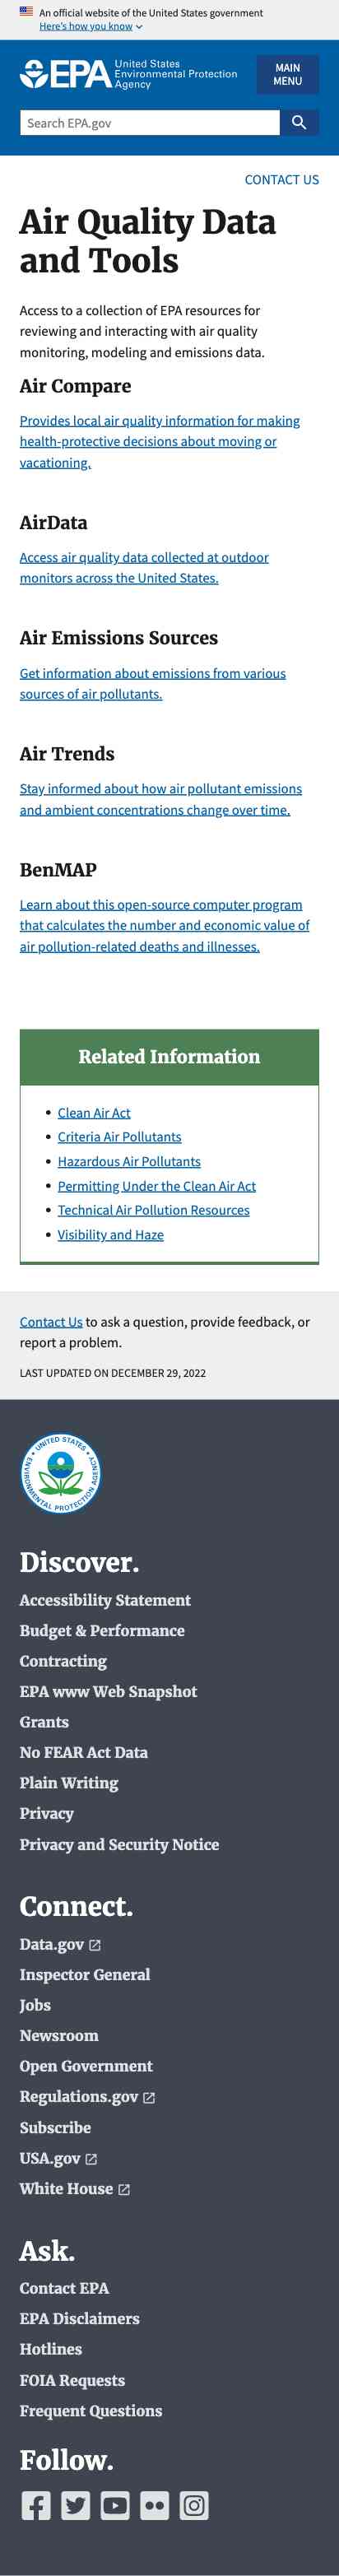 An official website of the United States government
Here's how you know
EPA United States
Environmental Protection
Agency
MAIN
MENU
Search EPA.gov
CONTACT US
Air Quality Data
and Tools
Access to a collection of EPA resources for
reviewing and interacting with air quality
monitoring, modeling and emissions data.
Air Compare
Provides local air quality information for making
health-protective decisions about moving or
vacationing.
AirData
Access air quality data collected at outdoor
monitors across the United States.
Air Emissions Sources
Get information about emissions from various
sources of air pollutants.
Air Trends
Stay informed about how air pollutant emissions
and ambient concentrations change over time.
BenMAP
Learn about this open-source computer program
that calculates the number and economic value of
air pollution-related deaths and illnesses.
Related Information
• Clean Air Act
• Criteria Air Pollutants
• Hazardous Air Pollutants
• Permitting Under the Clean Air Act
• Technical Air Pollution Resources
• Visibility and Haze
Contact Us to ask a question, provide feedback, or
report a problem.
LAST UPDATED ON DECEMBER 29, 2022
UNITED STATES
ENVIRONMENTAL PROTECTION AGENCY
Discover.
Accessibility Statement
Budget & Performance
Contracting
EPA www Web Snapshot
Grants
No FEAR Act Data
Plain Writing
Privacy
Privacy and Security Notice
Connect.
Data.gov
Inspector General
Jobs
Newsroom
Open Government
Regulations.gov
Subscribe
USA.gov
White House
Ask.
Contact EPA
EPA Disclaimers
Hotlines
FOIA Requests
Frequent Questions
Follow.